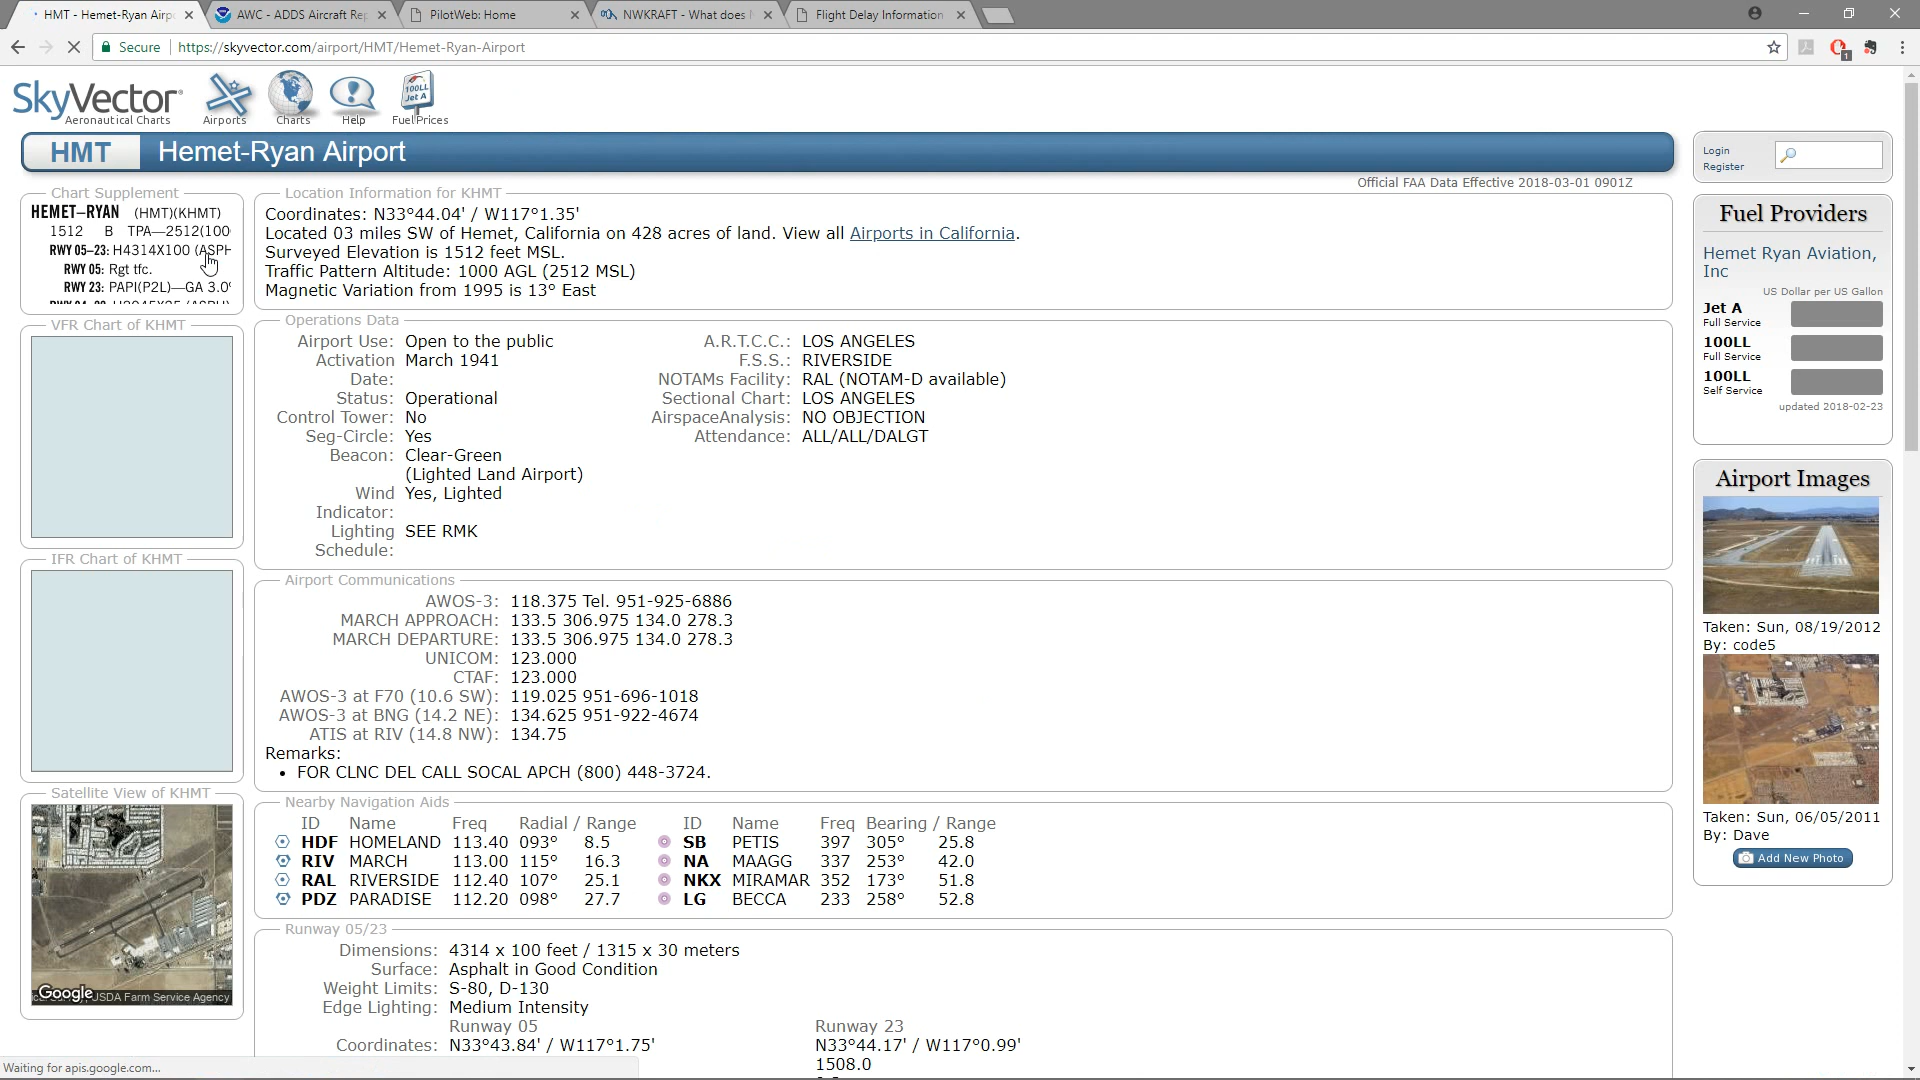 HMT - Hemet-Ryan Airpo
AWC - ADDS Aircraft Rep
PilotWeb: Home
NWKRAFT - What does
Flight Delay Information
Secure
https://skyvector.com/airport/HMT/Hemet-Ryan-Airport
SkyVector
Aeronautical Charts
Airports
Charts
Help
100LL
Jet A
Fuel Prices
HMT
Hemet-Ryan Airport
Login
Register
Official FAA Data Effective 2018-03-01 0901Z
Chart Supplement
HEMET–RYAN (HMT)(KHMT)
1512 B TPA—2512(100
RWY 05–23: H4314X100 (ASPH
RWY 05: Rgt tfc.
RWY 23: PAPI(P2L)—GA 3.0°
VFR Chart of KHMT
IFR Chart of KHMT
Satellite View of KHMT
Google
USDA Farm Service Agency
Location Information for KHMT
Coordinates: N33°44.04' / W117°1.35'
Located 03 miles SW of Hemet, California on 428 acres of land. View all Airports in California.
Surveyed Elevation is 1512 feet MSL.
Traffic Pattern Altitude: 1000 AGL (2512 MSL)
Magnetic Variation from 1995 is 13° East
Operations Data
Airport Use: Open to the public
Activation Date: March 1941
Status: Operational
Control Tower: No
Seg-Circle: Yes
Beacon: Clear-Green
(Lighted Land Airport)
Wind Indicator: Yes, Lighted
Lighting Schedule: SEE RMK
A.R.T.C.C.: LOS ANGELES
F.S.S.: RIVERSIDE
NOTAMs Facility: RAL (NOTAM-D available)
Sectional Chart: LOS ANGELES
AirspaceAnalysis: NO OBJECTION
Attendance: ALL/ALL/DALGT
Airport Communications
AWOS-3: 118.375 Tel. 951-925-6886
MARCH APPROACH: 133.5 306.975 134.0 278.3
MARCH DEPARTURE: 133.5 306.975 134.0 278.3
UNICOM: 123.000
CTAF: 123.000
AWOS-3 at F70 (10.6 SW): 119.025 951-696-1018
AWOS-3 at BNG (14.2 NE): 134.625 951-922-4674
ATIS at RIV (14.8 NW): 134.75
Remarks:
• FOR CLNC DEL CALL SOCAL APCH (800) 448-3724.
Nearby Navigation Aids
ID Name Freq Radial / Range ID Name Freq Bearing / Range
HDF HOMELAND 113.40 093° 8.5 SB PETIS 397 305° 25.8
RIV MARCH 113.00 115° 16.3 NA MAAGG 337 253° 42.0
RAL RIVERSIDE 112.40 107° 25.1 NKX MIRAMAR 352 173° 51.8
PDZ PARADISE 112.20 098° 27.7 LG BECCA 233 258° 52.8
Runway 05/23
Dimensions: 4314 x 100 feet / 1315 x 30 meters
Surface: Asphalt in Good Condition
Weight Limits: S-80, D-130
Edge Lighting: Medium Intensity
Runway 05 Runway 23
Coordinates: N33°43.84' / W117°1.75' N33°44.17' / W117°0.99'
1508.0
Fuel Providers
Hemet Ryan Aviation,
Inc
US Dollar per US Gallon
Jet A
Full Service
100LL
Full Service
100LL
Self Service
updated 2018-02-23
Airport Images
Taken: Sun, 08/19/2012
By: code5
Taken: Sun, 06/05/2011
By: Dave
Add New Photo
Waiting for apis.google.com...